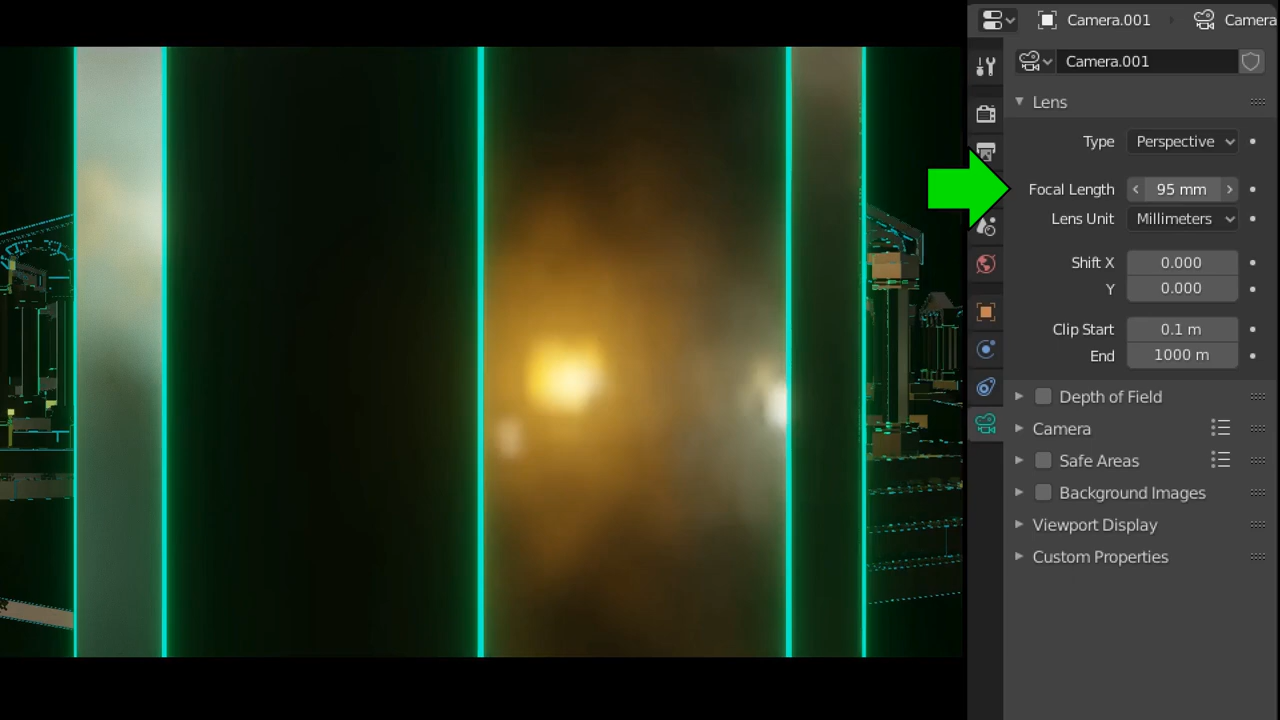 Camera.001 Camera
Camera.001
Lens
Type Perspective
Focal Length 95 mm
Lens Unit Millimeters
Shift X 0.000
Y 0.000
Clip Start 0.1 m
End 1000 m
Depth of Field
Camera
Safe Areas
Background Images
Viewport Display
Custom Properties